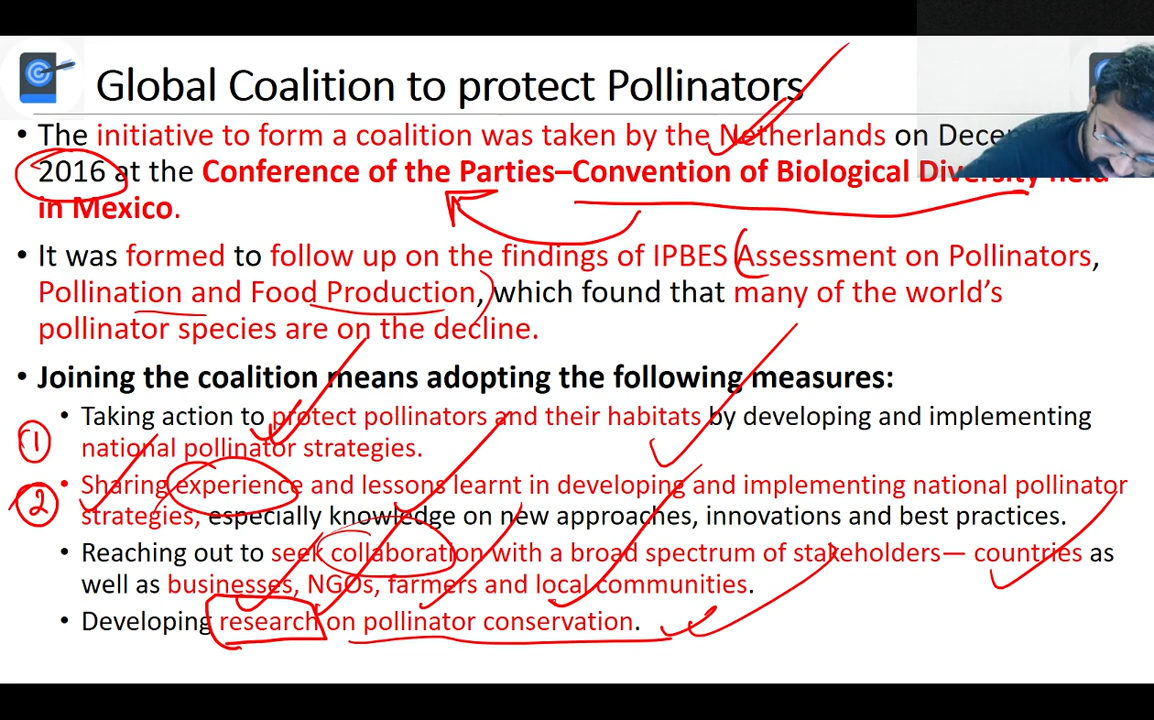 Global Coalition to protect Pollinators
• The initiative to form a coalition was taken by the Netherlands on
2016 at the Conference of the Parties–Convention of Biological Diversity
in Mexico.
• It was formed to follow up on the findings of IPBES Assessment on Pollinators,
Pollination and Food Production, which found that many of the world's
pollinator species are on the decline.
• Joining the coalition means adopting the following measures:
• Taking action to protect pollinators and their habitats by developing and implementing
1
national pollinator strategies.
• Sharing experience and lessons learnt in developing and implementing national pollinator
2
strategies, especially knowledge on new approaches, innovations and best practices.
• Reaching out to seek collaboration with a broad spectrum of stakeholders— countries as
well as businesses, NGOs, farmers and local communities.
• Developing research on pollinator conservation.